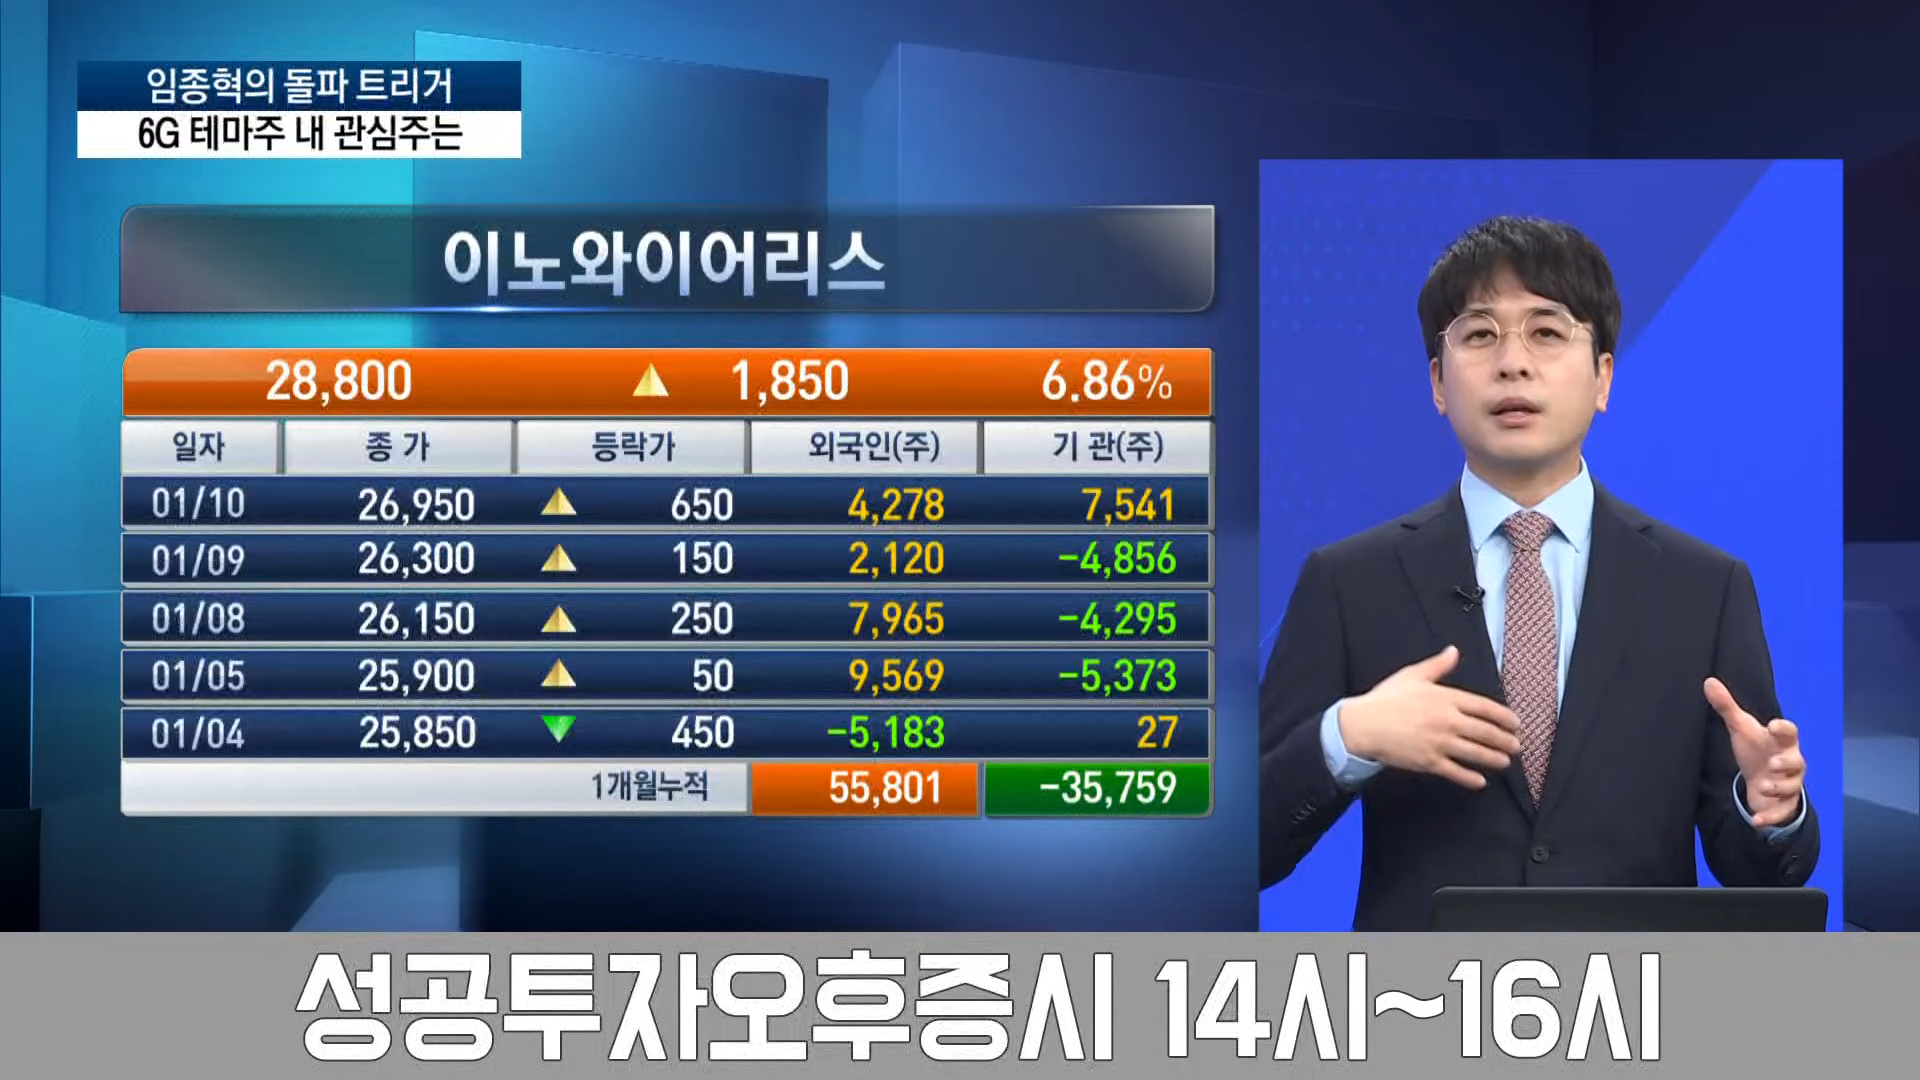 임종혁의 돌파 트리거
6G 테마주 내 관심주는
이노와이어리스
28,800 ▲ 1,850 6.86%
일자 종 가 등락가 외국인(주) 기 관(주)
01/10 26,950 ▲ 650 4,278 7,541
01/09 26,300 ▲ 150 2,120 -4,856
01/08 26,150 ▲ 250 7,965 -4,295
01/05 25,900 ▲ 50 9,569 -5,373
01/04 25,850 ▼ 450 -5,183 27
1개월누적 55,801 -35,759
성공투자오후증시 14시~16시